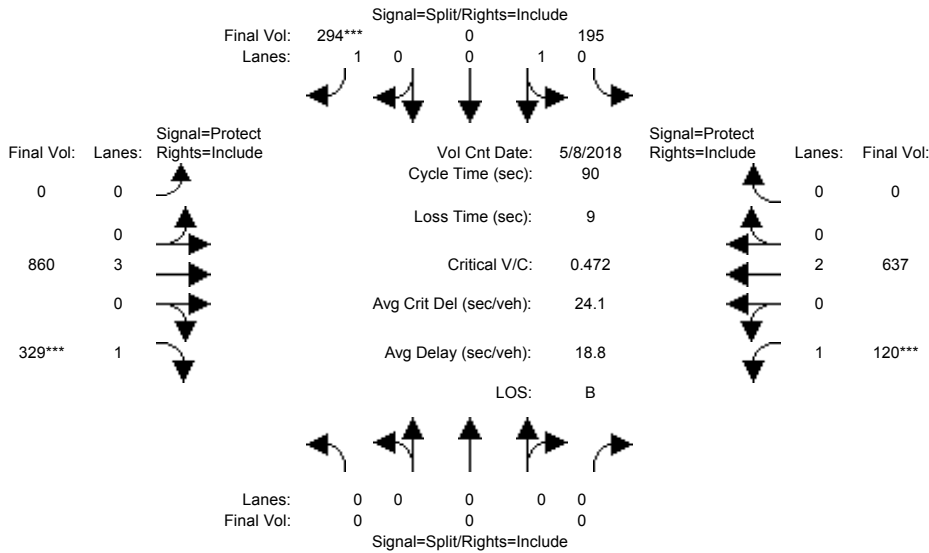 Signal=Split/Rights=Include
Final Vol: 294*** 0 195
Lanes: 1 0 0 1 0
Signal=Protect Signal=Protect
Final Vol: Lanes: Rights=Include Vol Cnt Date: 5/8/2018 Rights=Include Lanes: Final Vol:
Cycle Time (sec): 90
0 0 0 0
Loss Time (sec): 9
0 0
860 3 Critical V/C: 0.472 2 637
0 Avg Crit Del (sec/veh): 24.1 0
329*** 1 Avg Delay (sec/veh): 18.8 1 120***
LOS: B
Lanes: 0 0 0 0 0
Final Vol: 0 0 0
Signal=Split/Rights=Include